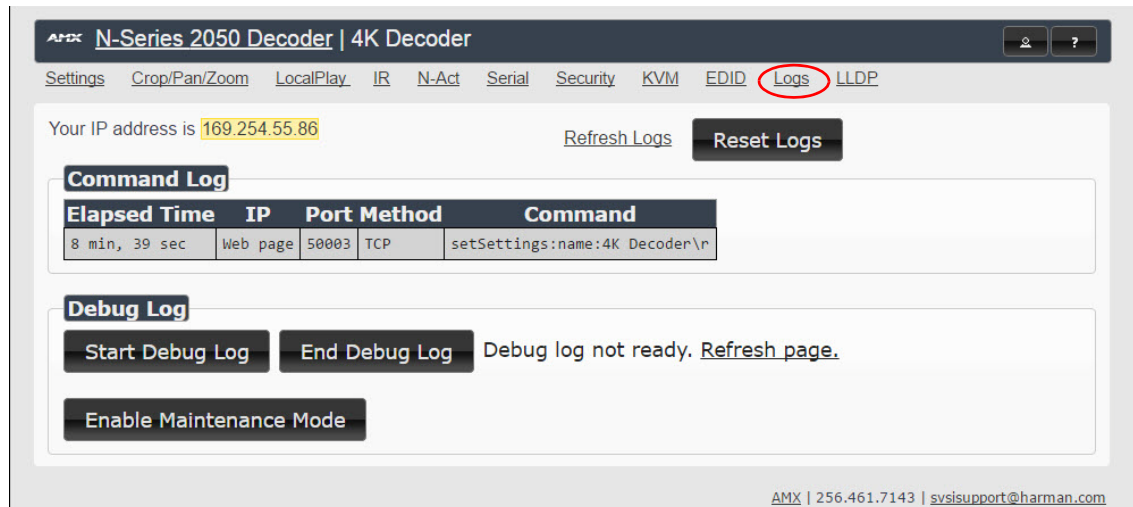 AMX N-Series 2050 Decoder | 4K Decoder ?
Settings Crop/Pan/Zoom LocalPlay IR N-Act Serial Security KVM EDID Logs LLDP
Your IP address is 169.254.55.86 Refresh Logs Reset Logs
Command Log
Elapsed Time IP Port Method Command
8 min, 39 sec Web page 50003 TCP setSettings:name:4K Decoder\r
Debug Log
Start Debug Log End Debug Log Debug log not ready. Refresh page.
Enable Maintenance Mode
AMX | 256.461.7143 | svsisupport@harman.com